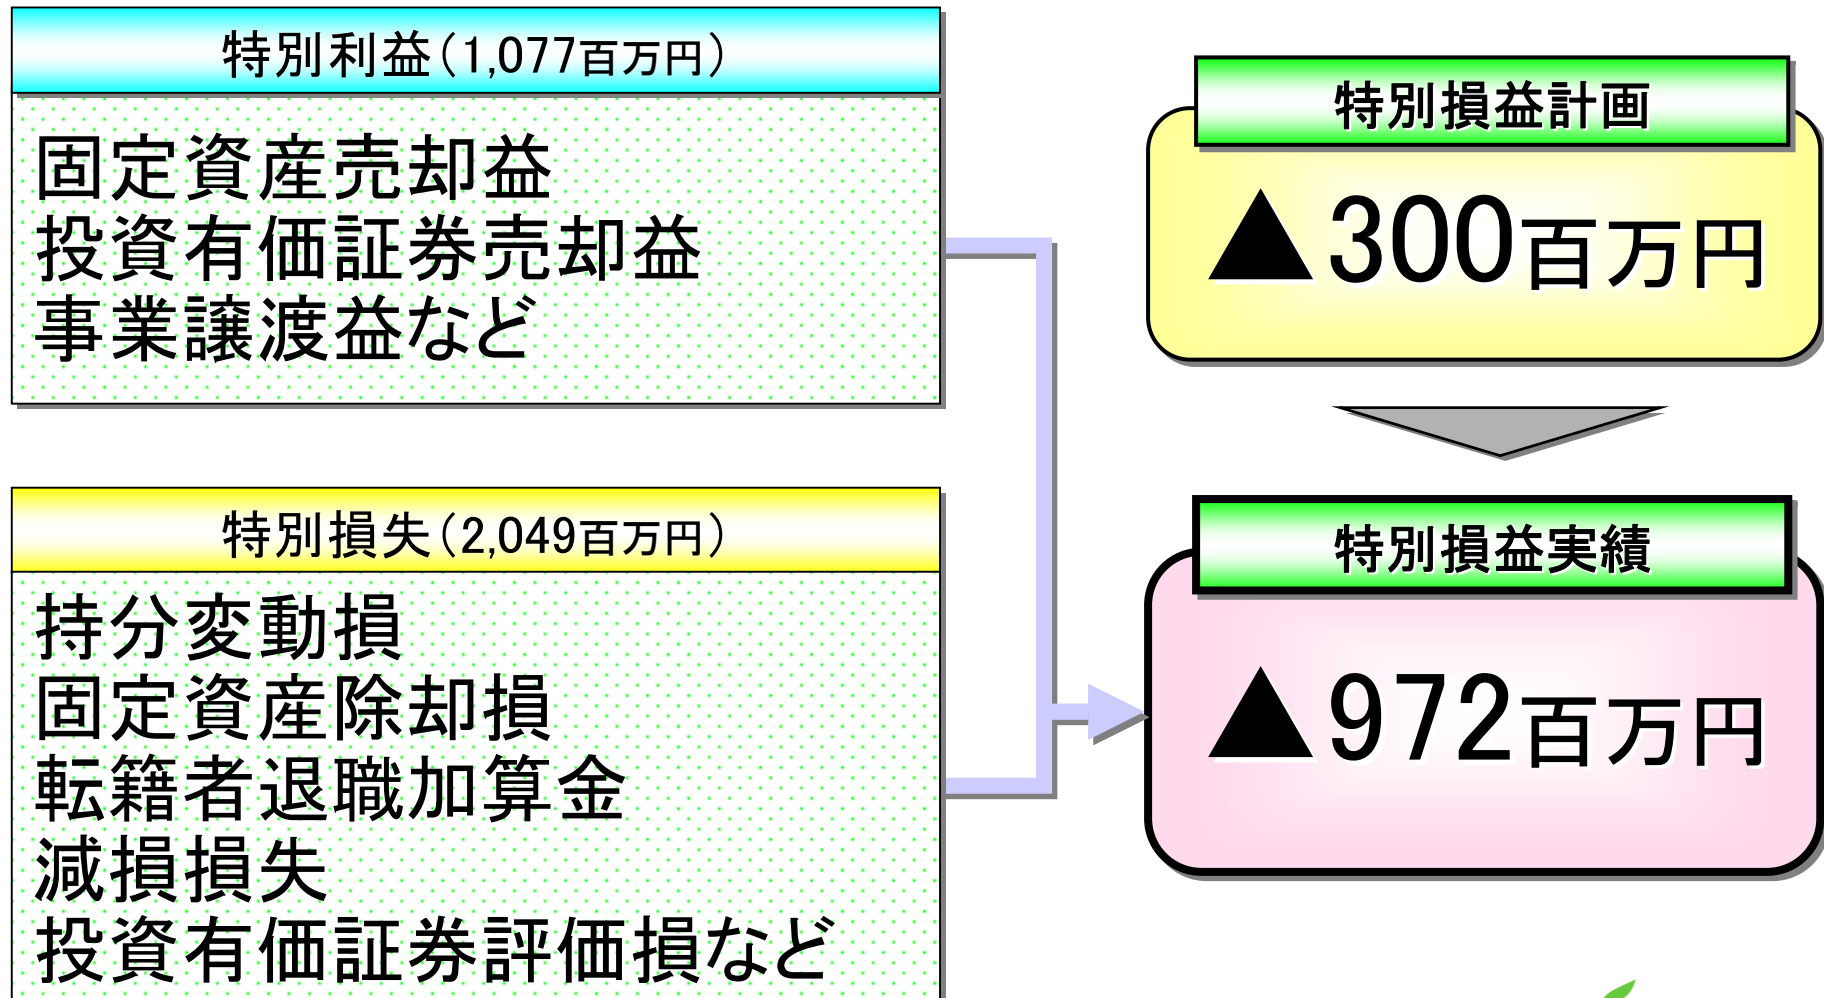 特別利益（1,077百万円）
固定資産売却益
投資有価証券売却益
事業譲渡益など
特別損失（2,049百万円）
持分変動損
固定資産除却損
転籍者退職加算金
減損損失
投資有価証券評価損など
特別損益計画
▲300百万円
特別損益実績
▲972百万円